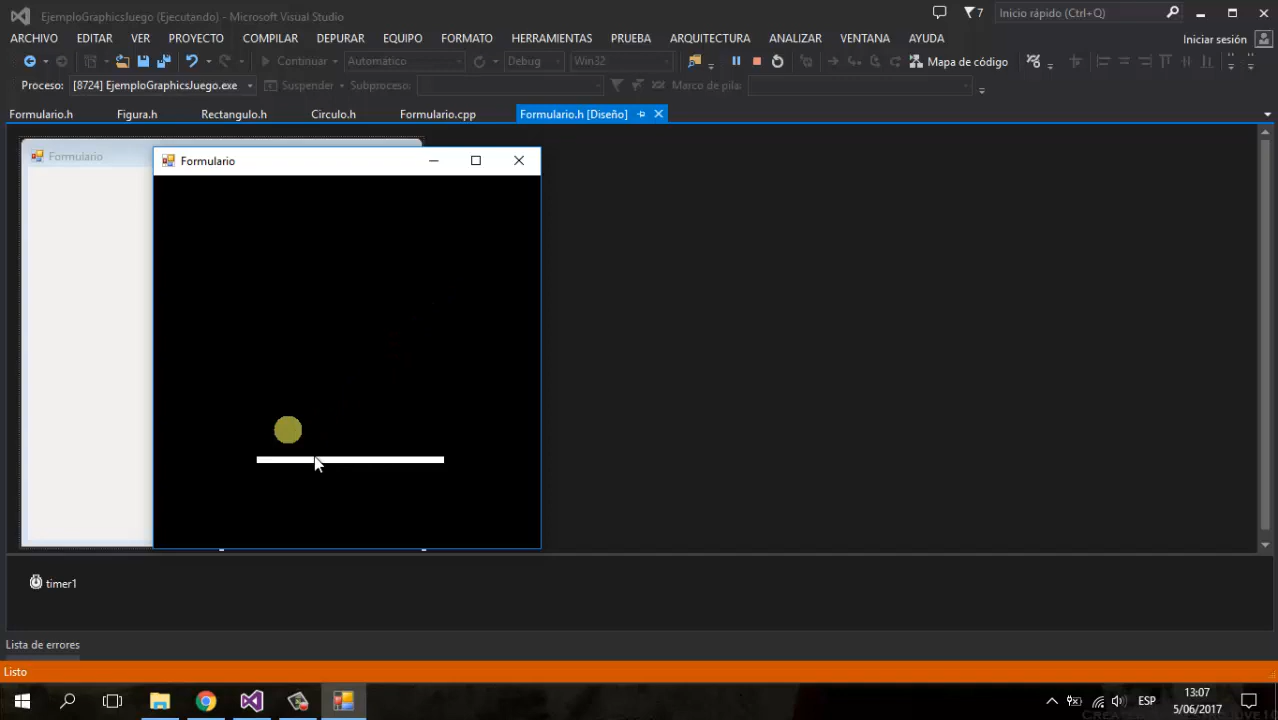 EjemploGraphicsJuego (Ejecutando) - Microsoft Visual Studio
7
Inicio rápido (Ctrl+Q)
ARCHIVO EDITAR VER PROYECTO COMPILAR DEPURAR EQUIPO FORMATO HERRAMIENTAS PRUEBA ARQUITECTURA ANALIZAR VENTANA AYUDA
Iniciar sesión
Continuar Automático Debug Win32 Mapa de código
Proceso: [8724] EjemploGraphicsJuego.exe Suspender Subproceso: Marco de pila:
Formulario.h Figura.h Rectangulo.h Circulo.h Formulario.cpp Formulario.h [Diseño]
Formulario
Formulario
timer1
Lista de errores
Listo
ESP
13:07
5/06/2017